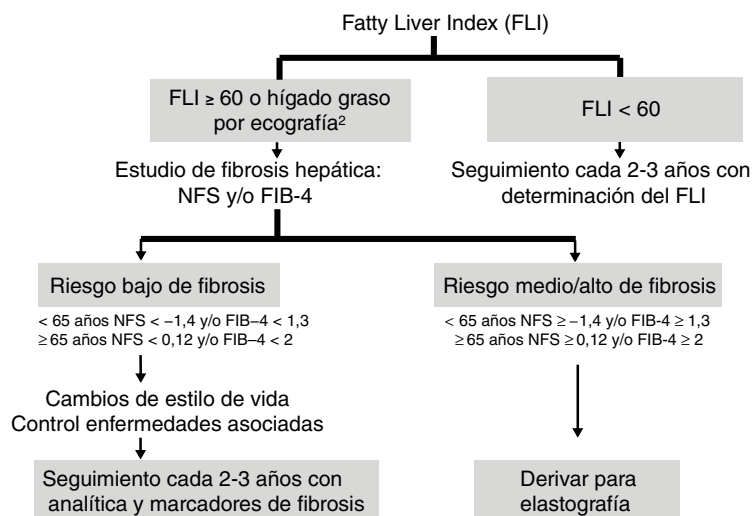 Fatty Liver Index (FLI)
FLI ≥ 60 o hígado graso
por ecografía²
FLI < 60
Estudio de fibrosis hepática:
NFS y/o FIB-4
Seguimiento cada 2-3 años con
determinación del FLI
Riesgo bajo de fibrosis
Riesgo medio/alto de fibrosis
< 65 años NFS < −1,4 y/o FIB–4 < 1,3
≥ 65 años NFS < 0,12 y/o FIB–4 < 2
< 65 años NFS ≥ −1,4 y/o FIB-4 ≥ 1,3
≥ 65 años NFS ≥ 0,12 y/o FIB-4 ≥ 2
Cambios de estilo de vida
Control enfermedades asociadas
Seguimiento cada 2-3 años con
analítica y marcadores de fibrosis
Derivar para
elastografía